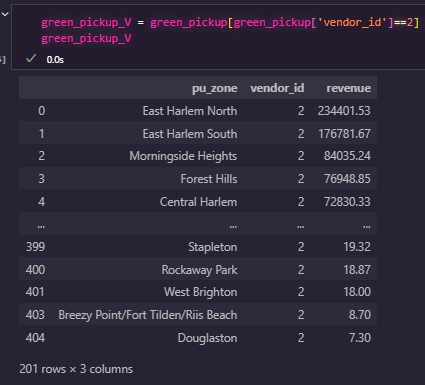 green_pickup_V = green_pickup[green_pickup['vendor_id']==2]
green_pickup_V
0.0s
pu_zone vendor_id revenue
0 East Harlem North 2 234401.53
1 East Harlem South 2 176781.67
2 Morningside Heights 2 84035.24
3 Forest Hills 2 76948.85
4 Central Harlem 2 72830.33
... ... ... ...
399 Stapleton 2 19.32
400 Rockaway Park 2 18.87
401 West Brighton 2 18.00
403 Breezy Point/Fort Tilden/Riis Beach 2 8.70
404 Douglaston 2 7.30
201 rows × 3 columns